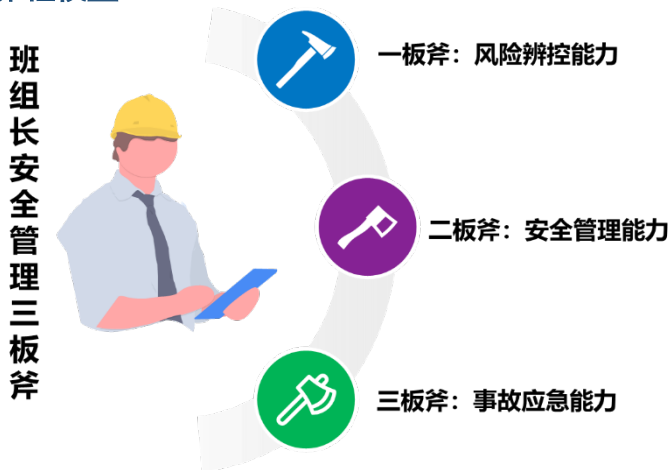 班组长安全管理三板斧
一板斧：风险辨控能力
二板斧：安全管理能力
三板斧：事故应急能力